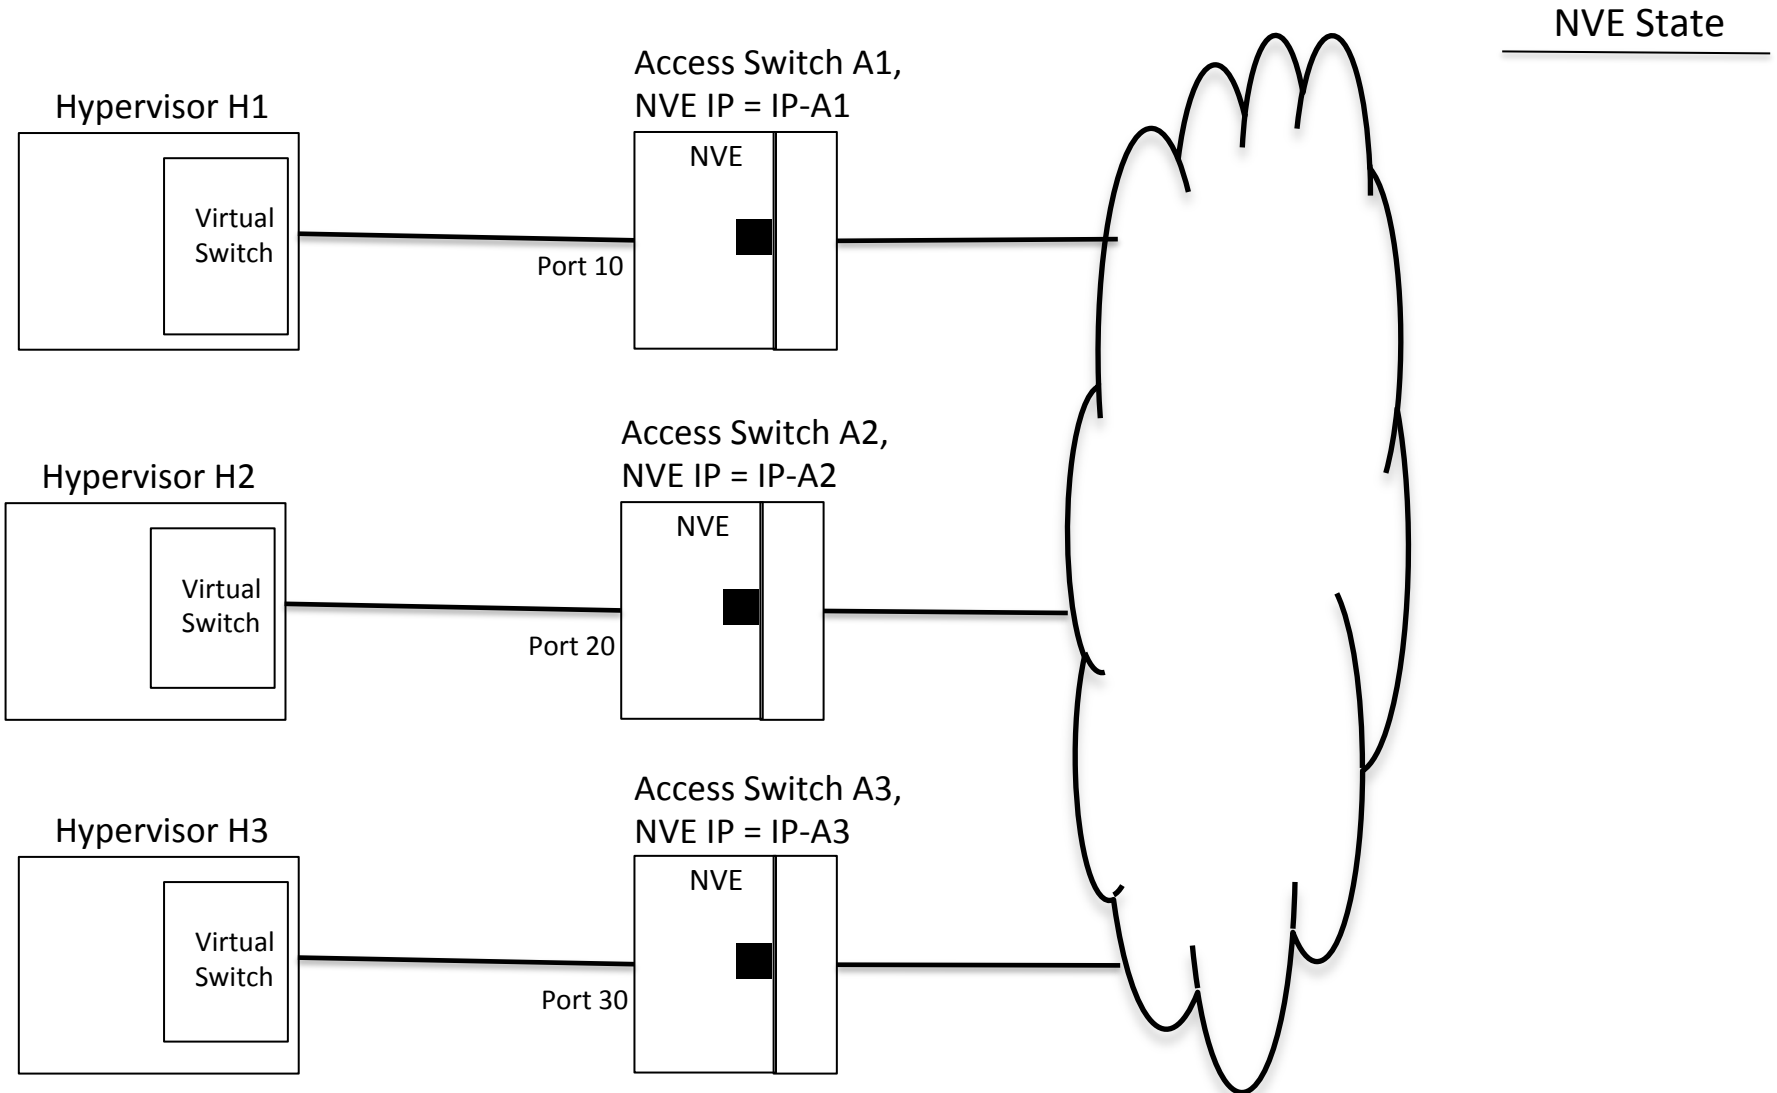 NVE State
Access Switch A1,
NVE IP = IP-A1
Hypervisor H1
NVE
Virtual
Switch
Port 10
Access Switch A2,
NVE IP = IP-A2
Hypervisor H2
NVE
Virtual
Switch
Port 20
Access Switch A3,
NVE IP = IP-A3
Hypervisor H3
NVE
Virtual
Switch
Port 30